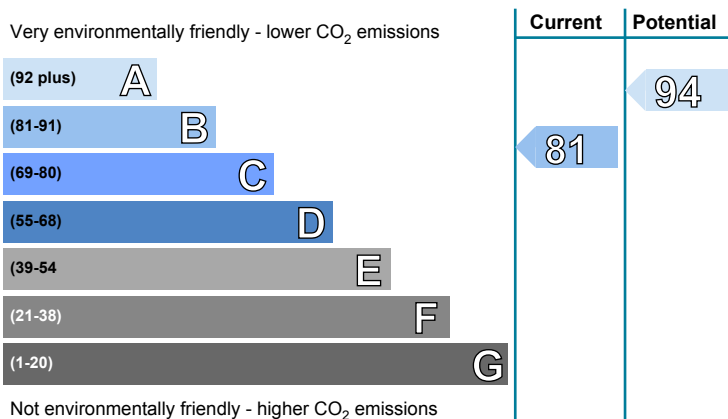 Very environmentally friendly - lower CO2 emissions
Current
Potential
(92 plus) A
(81-91) B
(69-80) C
(55-68) D
(39-54 E
(21-38) F
(1-20) G
94
81
Not environmentally friendly - higher CO2 emissions